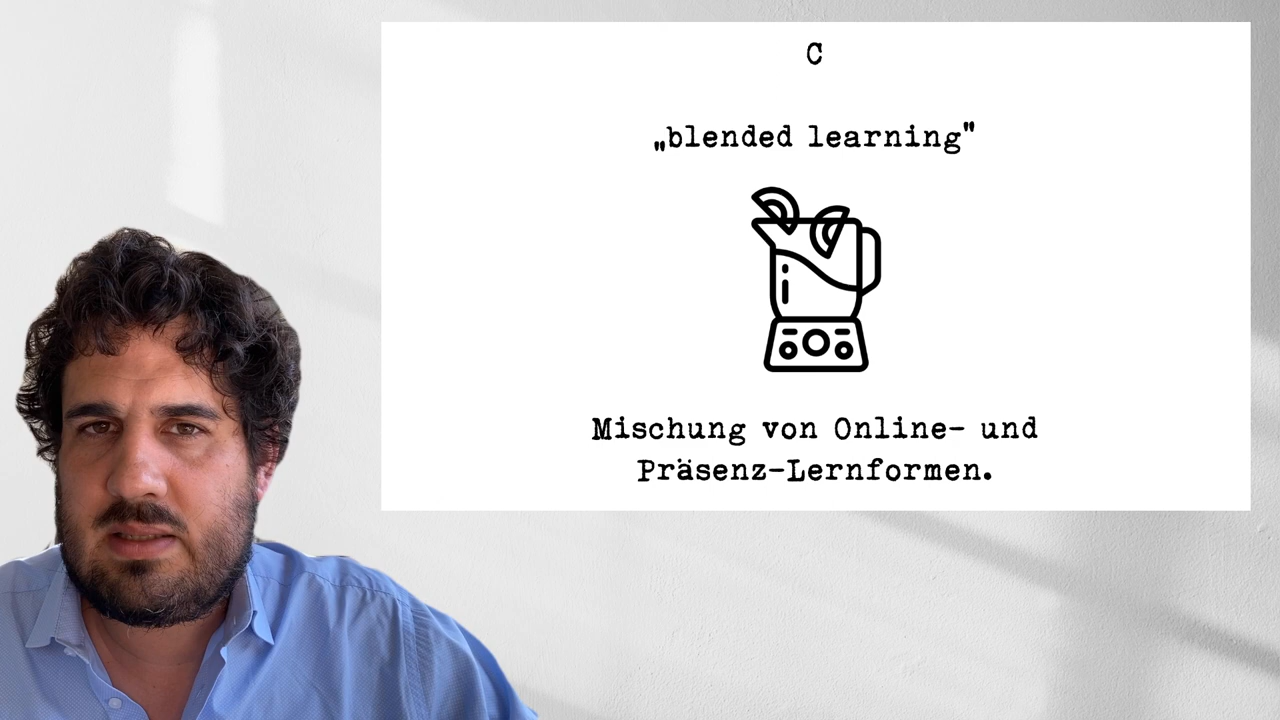 C
„blended learning"
Mischung von Online- und
Präsenz-Lernformen.